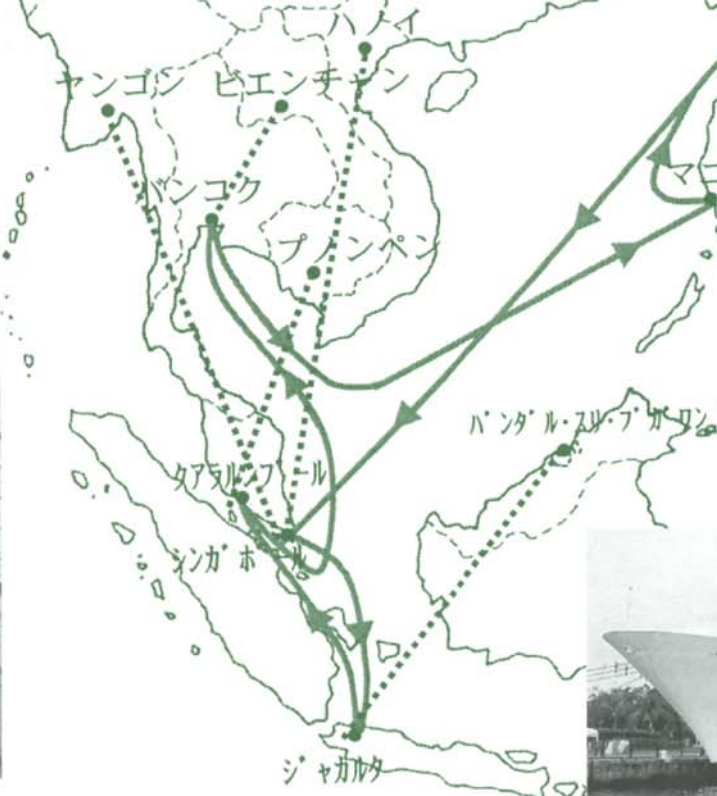 ハノイ
ヤンゴン
ビエンチャン
バンコク
マニ
プノンペン
バンダル・スリ・ブガワン
クアラルンプール
シンガポール
ジャカルタ